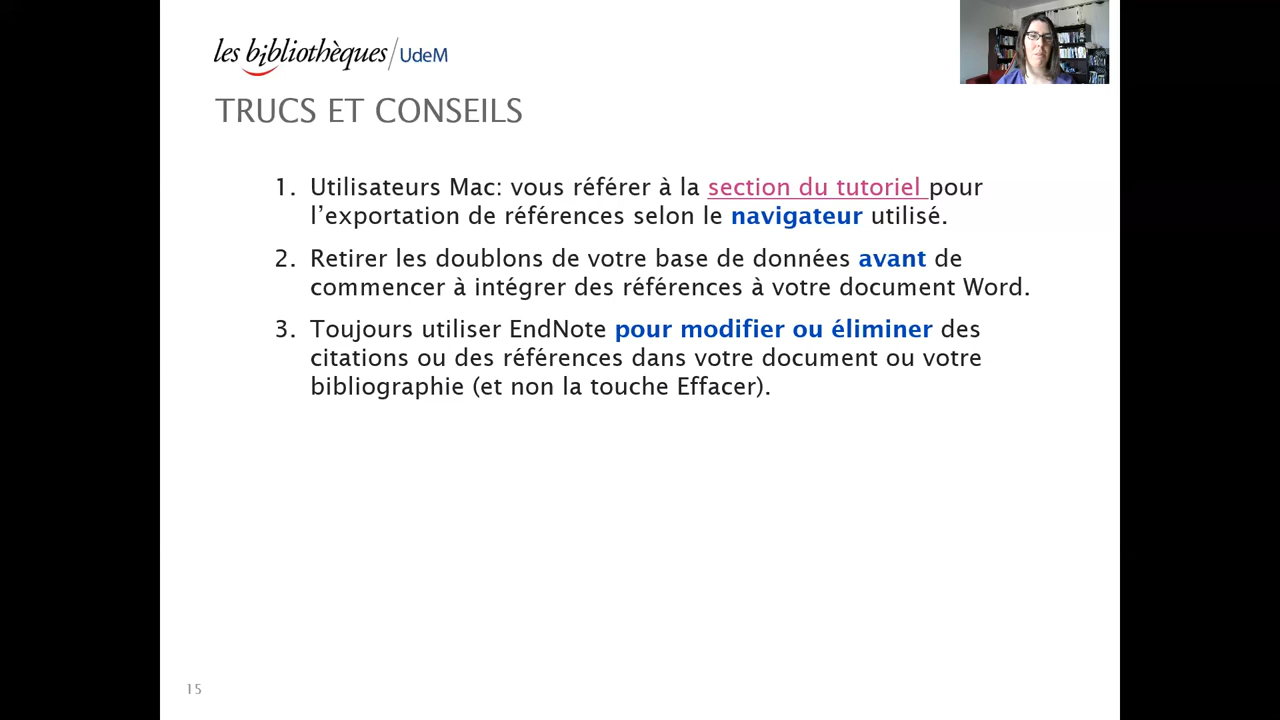 les bibliothèques/UdeM
TRUCS ET CONSEILS
1. Utilisateurs Mac: vous référer à la section du tutoriel pour
l’exportation de références selon le navigateur utilisé.
2. Retirer les doublons de votre base de données avant de
commencer à intégrer des références à votre document Word.
3. Toujours utiliser EndNote pour modifier ou éliminer des
citations ou des références dans votre document ou votre
bibliographie (et non la touche Effacer).
15